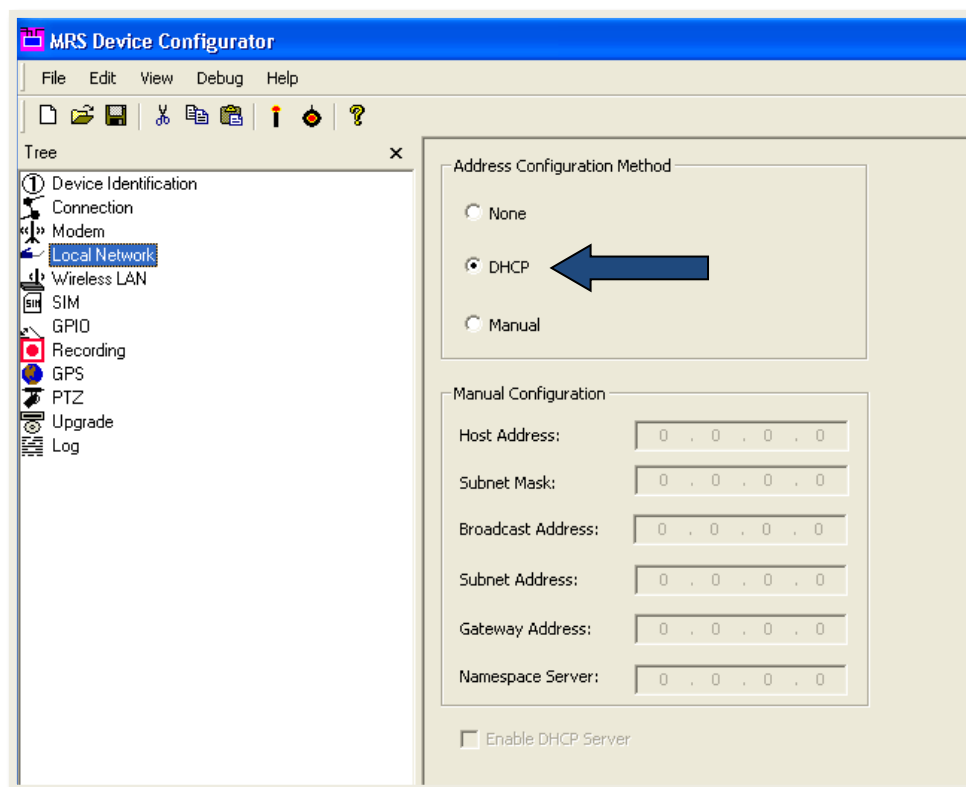 MRS Device Configurator
File Edit View Debug Help
Tree
Device Identification
Connection
Modem
Local Network
Wireless LAN
SIM
GPIO
Recording
GPS
PTZ
Upgrade
Log
Address Configuration Method
None
DHCP
Manual
Manual Configuration
Host Address: 0 . 0 . 0 . 0
Subnet Mask: 0 . 0 . 0 . 0
Broadcast Address: 0 . 0 . 0 . 0
Subnet Address: 0 . 0 . 0 . 0
Gateway Address: 0 . 0 . 0 . 0
Namespace Server: 0 . 0 . 0 . 0
Enable DHCP Server